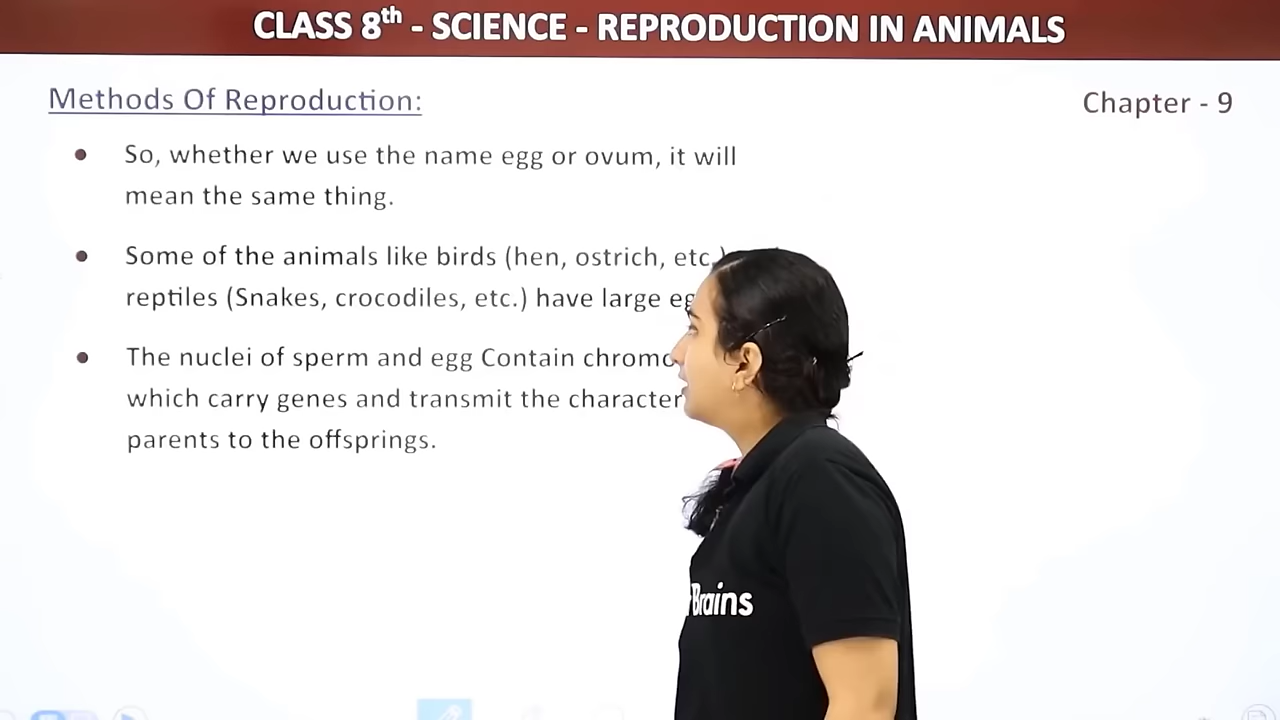 CLASS 8th - SCIENCE - REPRODUCTION IN ANIMALS
Methods Of Reproduction:
Chapter - 9
So, whether we use the name egg or ovum, it will
mean the same thing.
Some of the animals like birds (hen, ostrich, etc.)
reptiles (Snakes, crocodiles, etc.) have large
The nuclei of sperm and egg Contain
which carry genes and transmit the character
parents to the offsprings.
Brains